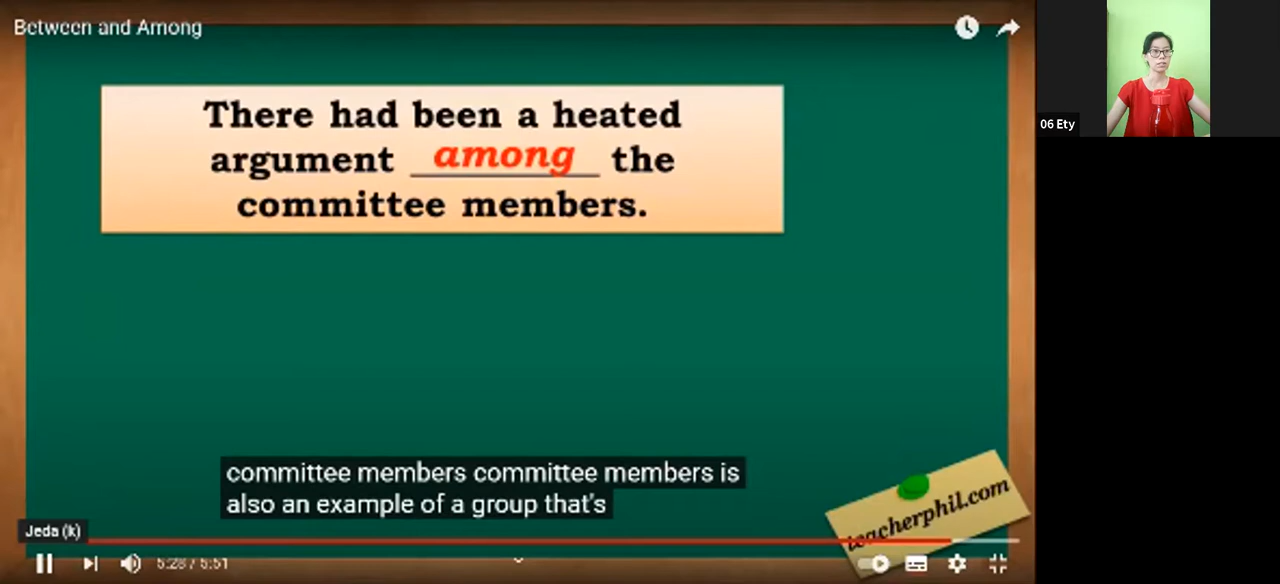 Between and Among
There had been a heated
argument among the
committee members.
06 Ety
committee members committee members is
also an example of a group that's
teacherphil.com
Jeda (k)
5:28 / 5:51